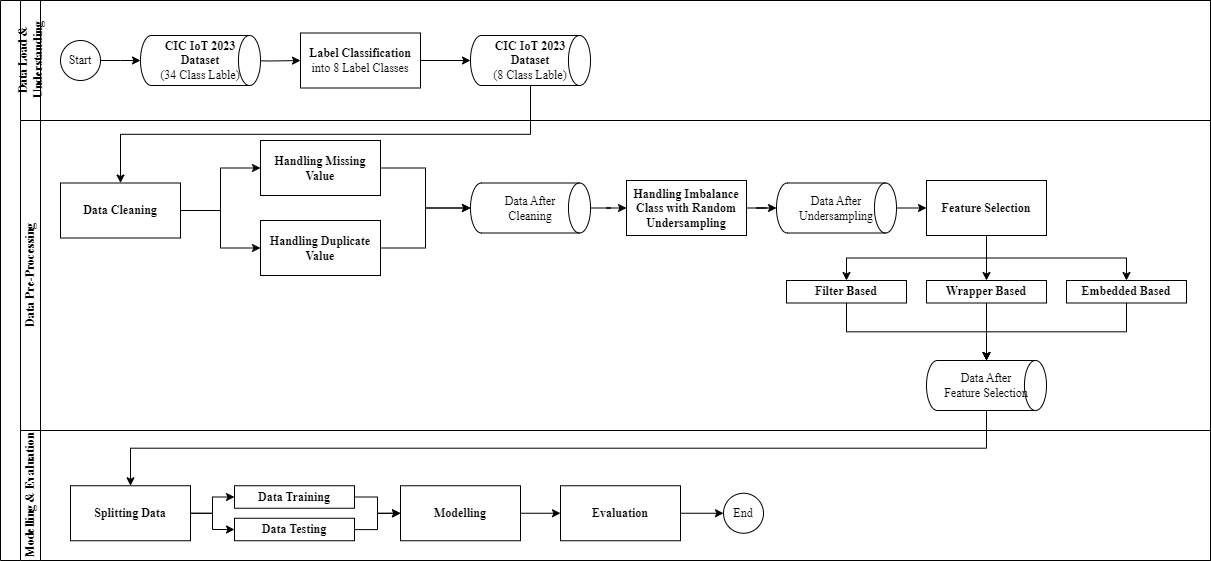 Data Load &
Understanding
Start
CIC IoT 2023
Dataset
(34 Class Lable)
Label Classification
into 8 Label Classes
CIC IoT 2023
Dataset
(8 Class Lable)
Data Pre-Processing
Data Cleaning
Handling Missing
Value
Handling Duplicate
Value
Data After
Cleaning
Handling Imbalance
Class with Random
Undersampling
Data After
Undersampling
Feature Selection
Filter Based
Wrapper Based
Embedded Based
Data After
Feature Selection
Modelling & Evaluation
Splitting Data
Data Training
Data Testing
Modelling
Evaluation
End